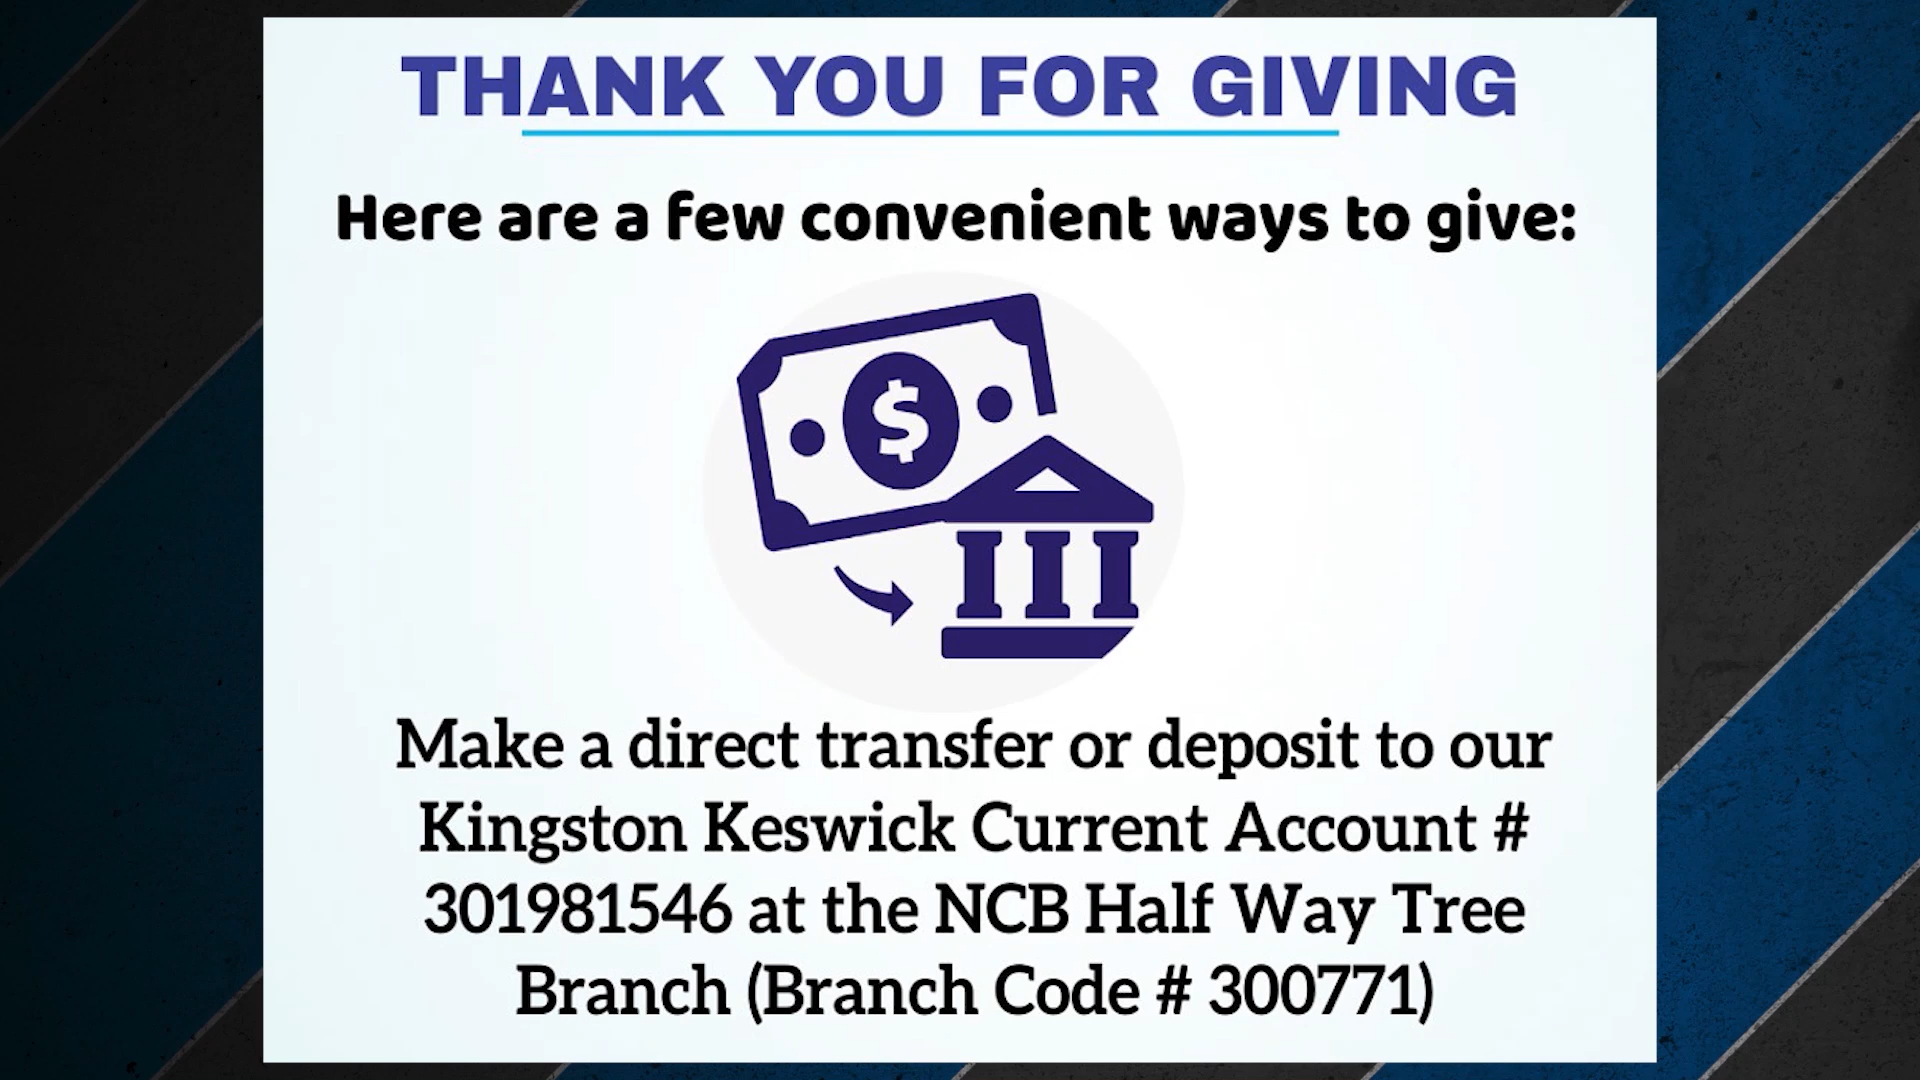 THANK YOU FOR GIVING
Here are a few convenient ways to give:
$
Make a direct transfer or deposit to our
Kingston Keswick Current Account #
301981546 at the NCB Half Way Tree
Branch (Branch Code # 300771)